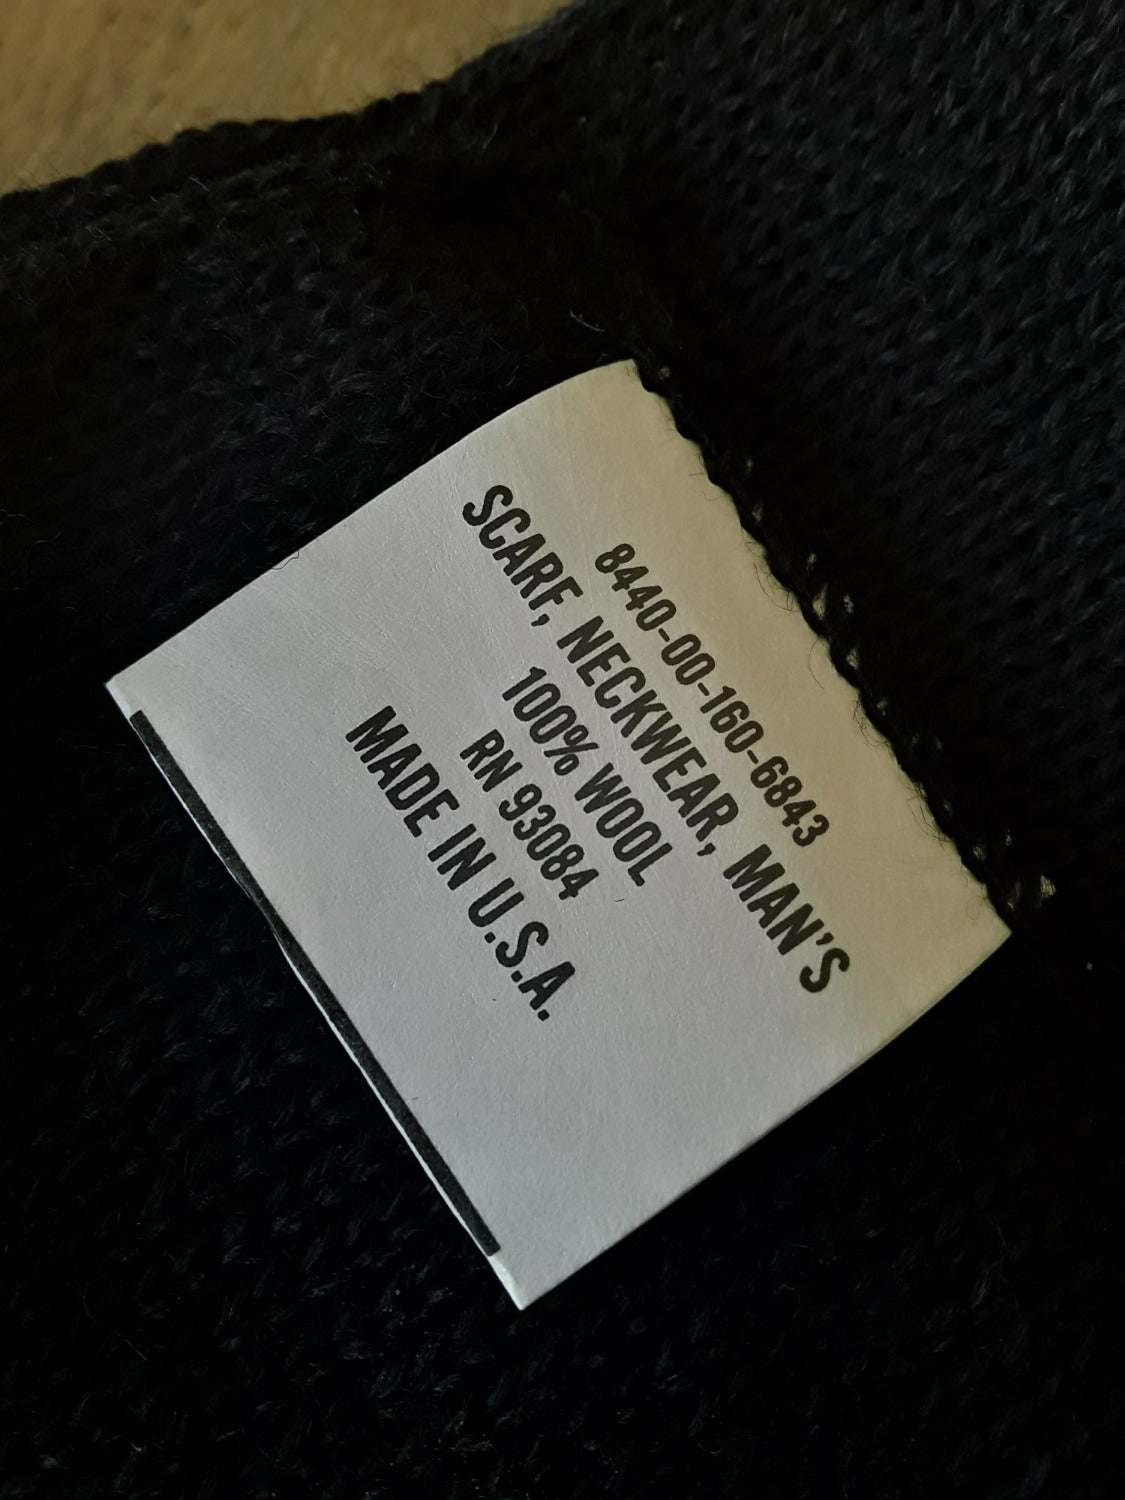 8440-00-160-6843
SCARF, NECKWEAR, MAN'S
100% WOOL
RN 93084
MADE IN U.S.A.